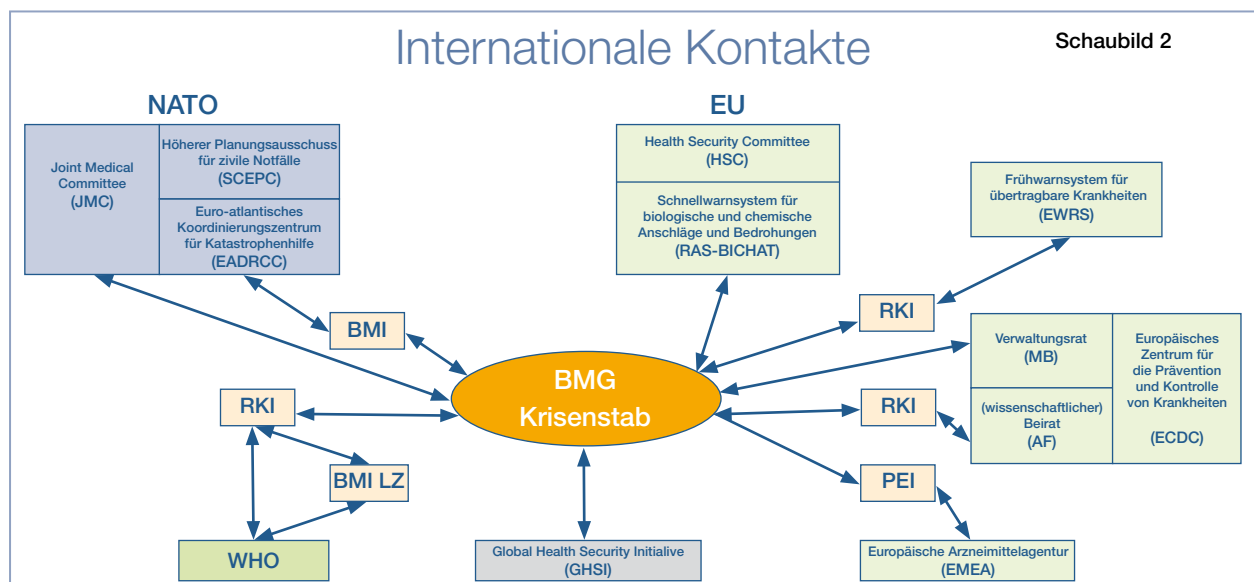 Internationale Kontakte
Schaubild 2
NATO
Joint Medical
Committee
(JMC)
Höherer Planungsausschuss
für zivile Notfälle
(SCEPC)
Euro-atlantisches
Koordinierungszentrum
für Katastrophenhilfe
(EADRCC)
EU
Health Security Committee
(HSC)
Schnellwarnsystem für
biologische und chemische
Anschläge und Bedrohungen
(RAS-BICHAT)
Frühwarnsystem für
übertragbare Krankheiten
(EWRS)
BMI
RKI
Verwaltungsrat
(MB)
(wissenschaftlicher)
Beirat
(AF)
Europäisches
Zentrum für
die Prävention
und Kontrolle
von Krankheiten
(ECDC)
BMG
Krisenstab
RKI
RKI
BMI LZ
PEI
WHO
Global Health Security Initialive
(GHSI)
Europäische Arzneimittelagentur
(EMEA)